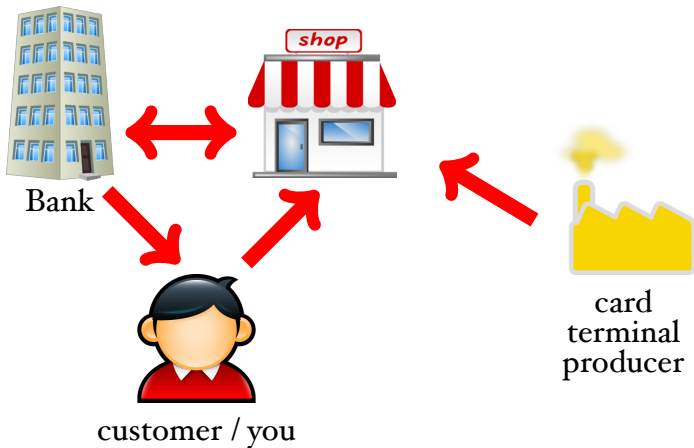 shop
Bank
card
terminal
producer
customer / you